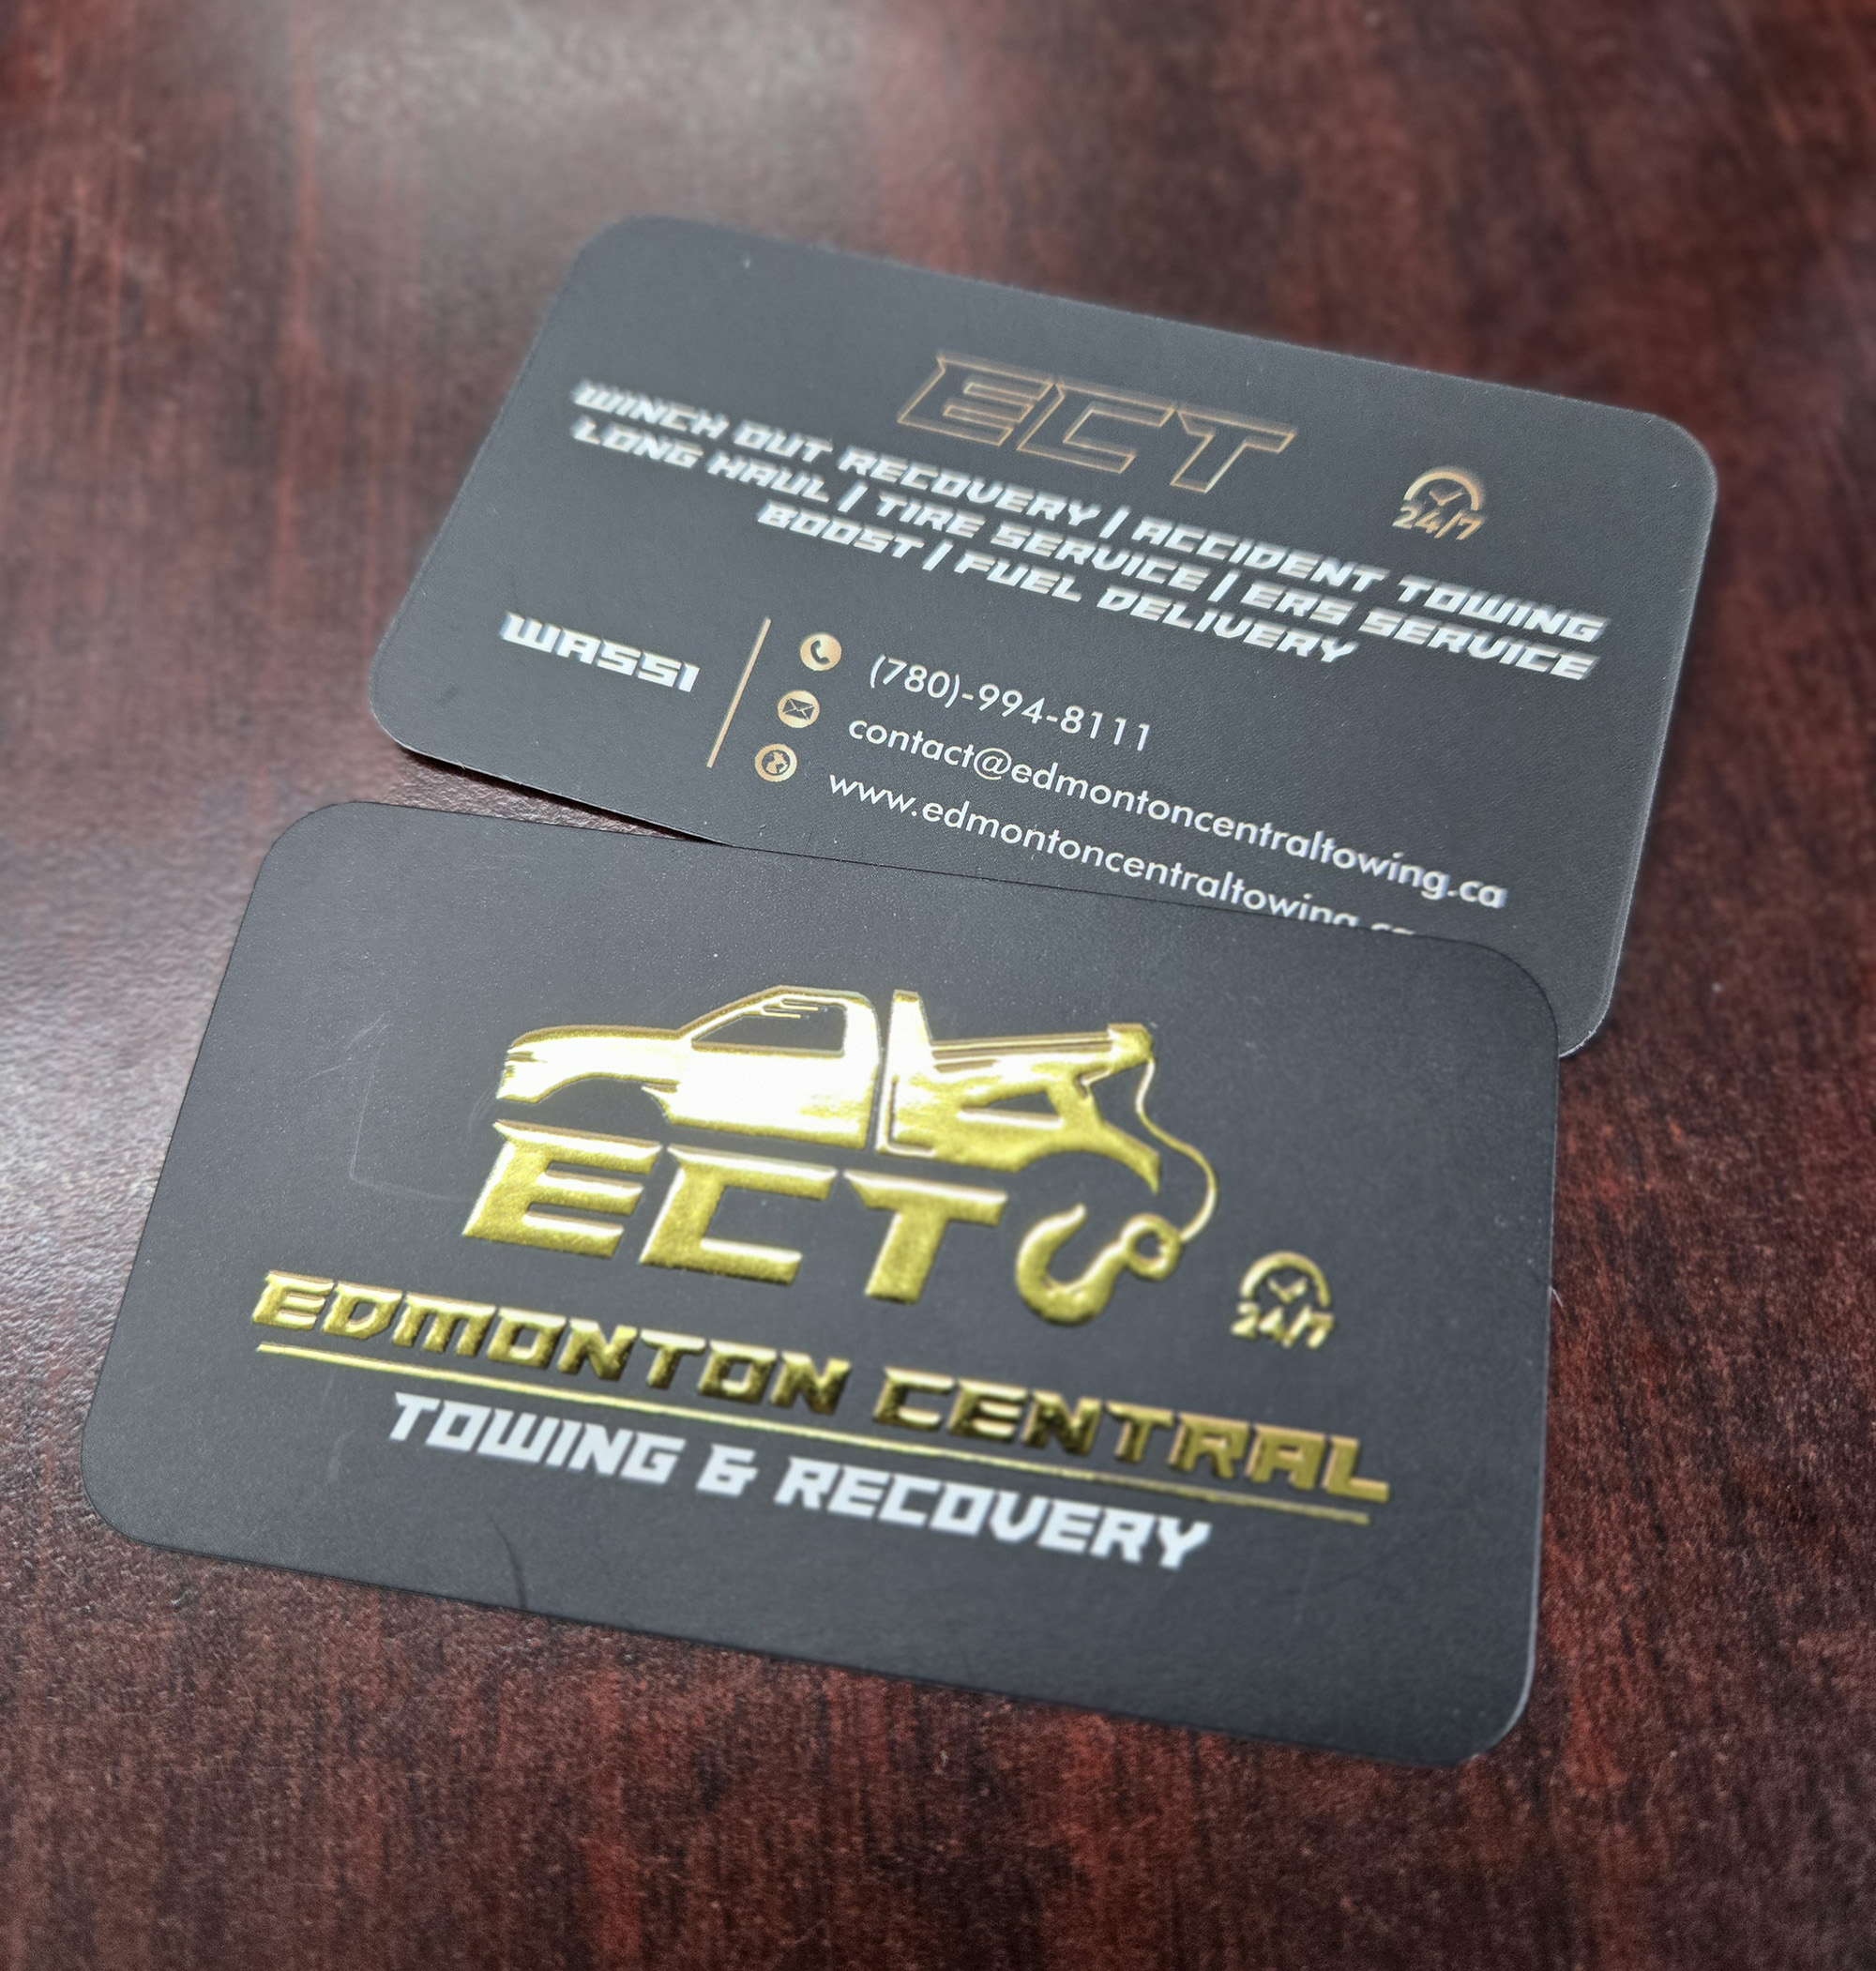 ECT
24/7
WINCH OUT RECOVERY | ACCIDENT TOWING
LONG HAUL | TIRE SERVICE | ERS SERVICE
BOOST | FUEL DELIVERY
WASSI
(780)-994-8111
contact@edmontoncentraltowing.ca
www.edmontoncentraltowing.ca
ECT
24/7
EDMONTON CENTRAL
TOWING & RECOVERY